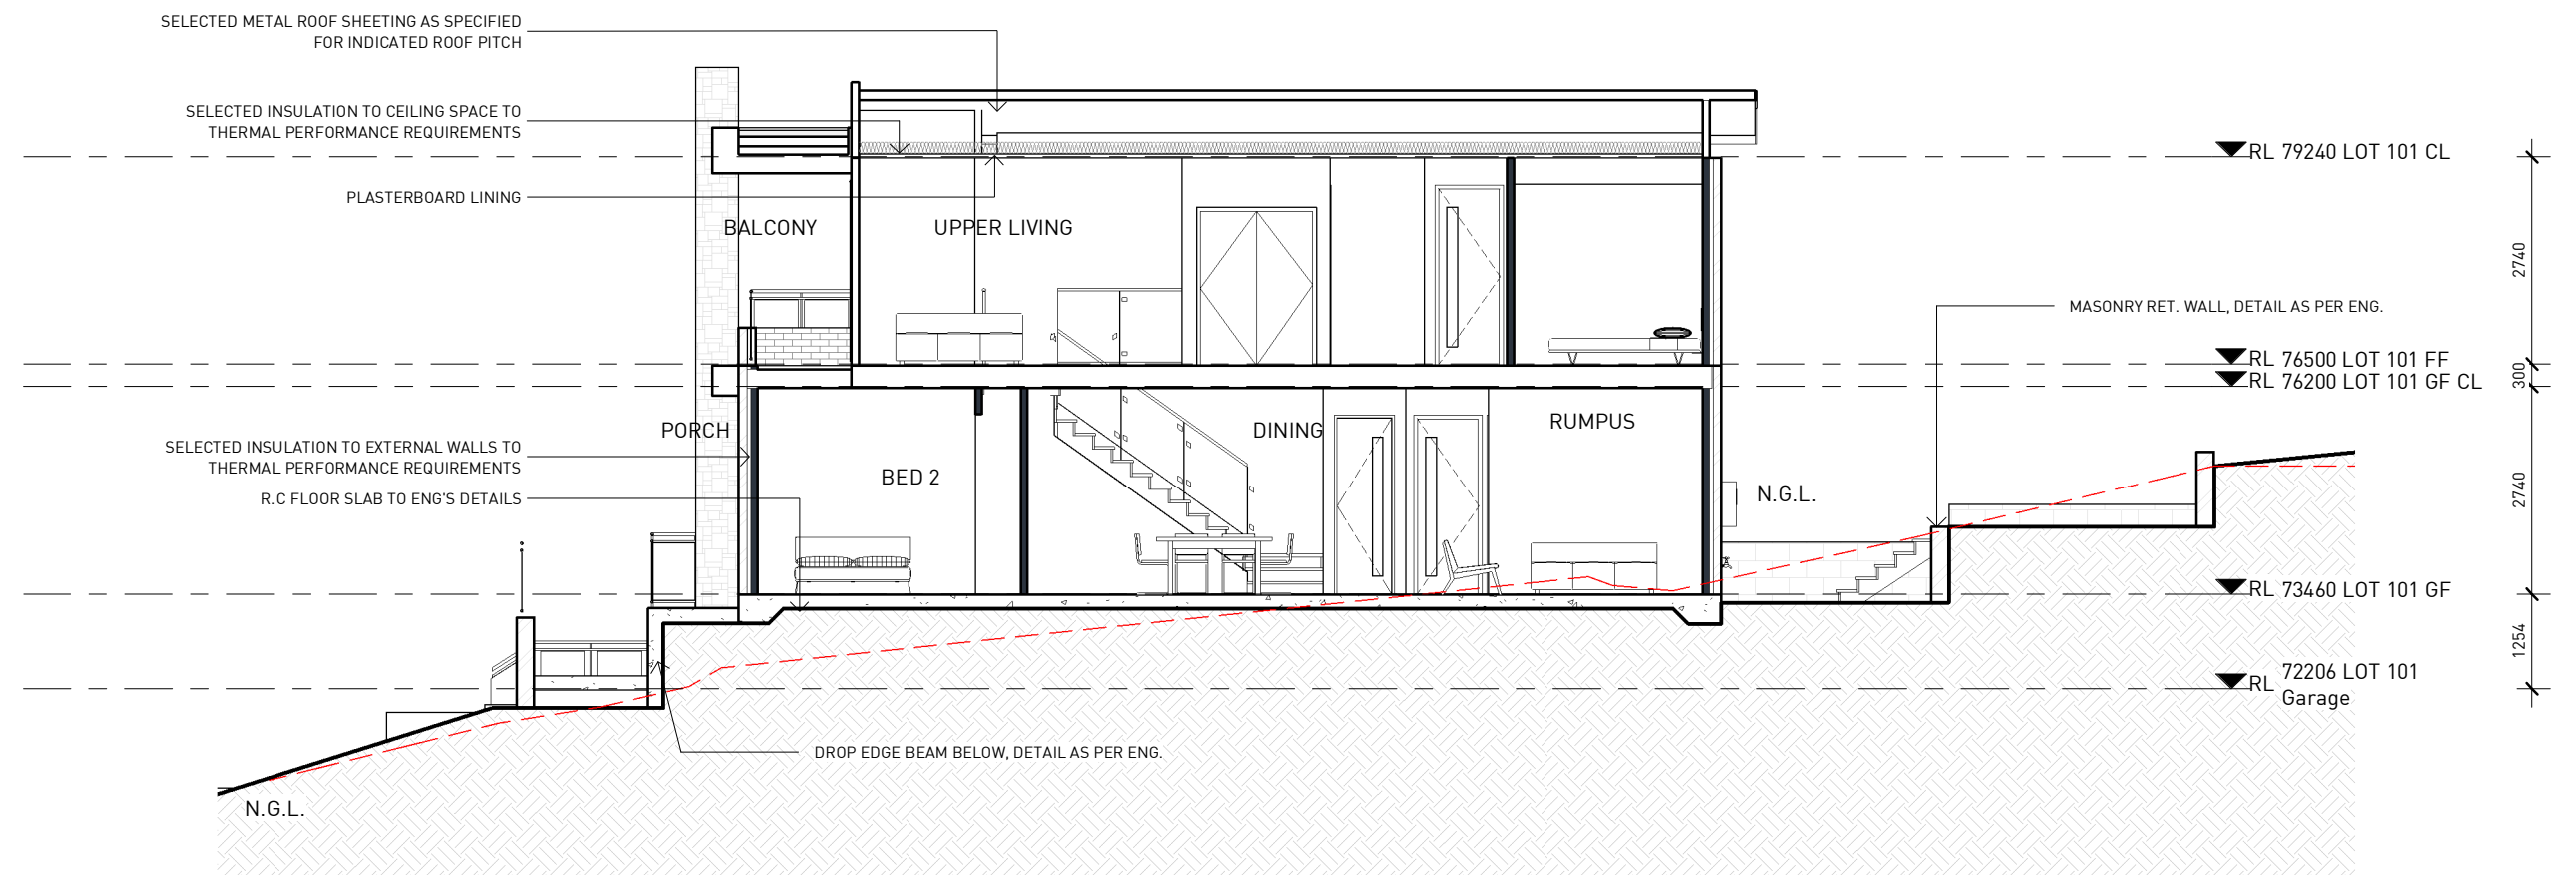 SELECTED METAL ROOF SHEETING AS SPECIFIED
FOR INDICATED ROOF PITCH
SELECTED INSULATION TO CEILING SPACE TO
THERMAL PERFORMANCE REQUIREMENTS
RL 79240 LOT 101 CL
PLASTERBOARD LINING
BALCONY
UPPER LIVING
2740
MASONRY RET. WALL, DETAIL AS PER ENG.
RL 76500 LOT 101 FF
300
RL 76200 LOT 101 GF CL
PORCH
DINING
RUMPUS
SELECTED INSULATION TO EXTERNAL WALLS TO
THERMAL PERFORMANCE REQUIREMENTS
BED 2
R.C FLOOR SLAB TO ENG'S DETAILS
N.G.L.
2740
RL 73460 LOT 101 GF
1254
RL 72206 LOT 101
Garage
DROP EDGE BEAM BELOW, DETAIL AS PER ENG.
N.G.L.